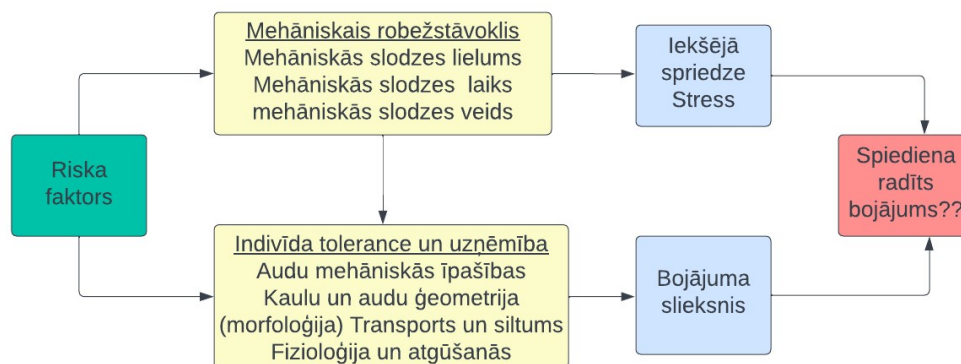 Mehāniskais robežstāvoklis
Mehāniskās slodzes lielums
Mehāniskās slodzes laiks
mehāniskās slodzes veids
Iekšējā
spriedze
Stress
Riska
faktors
Spiediena
radīts
bojājums??
Indivīda tolerance un uzņēmība
Audu mehāniskās īpašības
Kaulu un audu ģeometrija
(morfoloģija) Transports un siltums
Fizioloģija un atgūšanās
Bojājuma
slieksnis